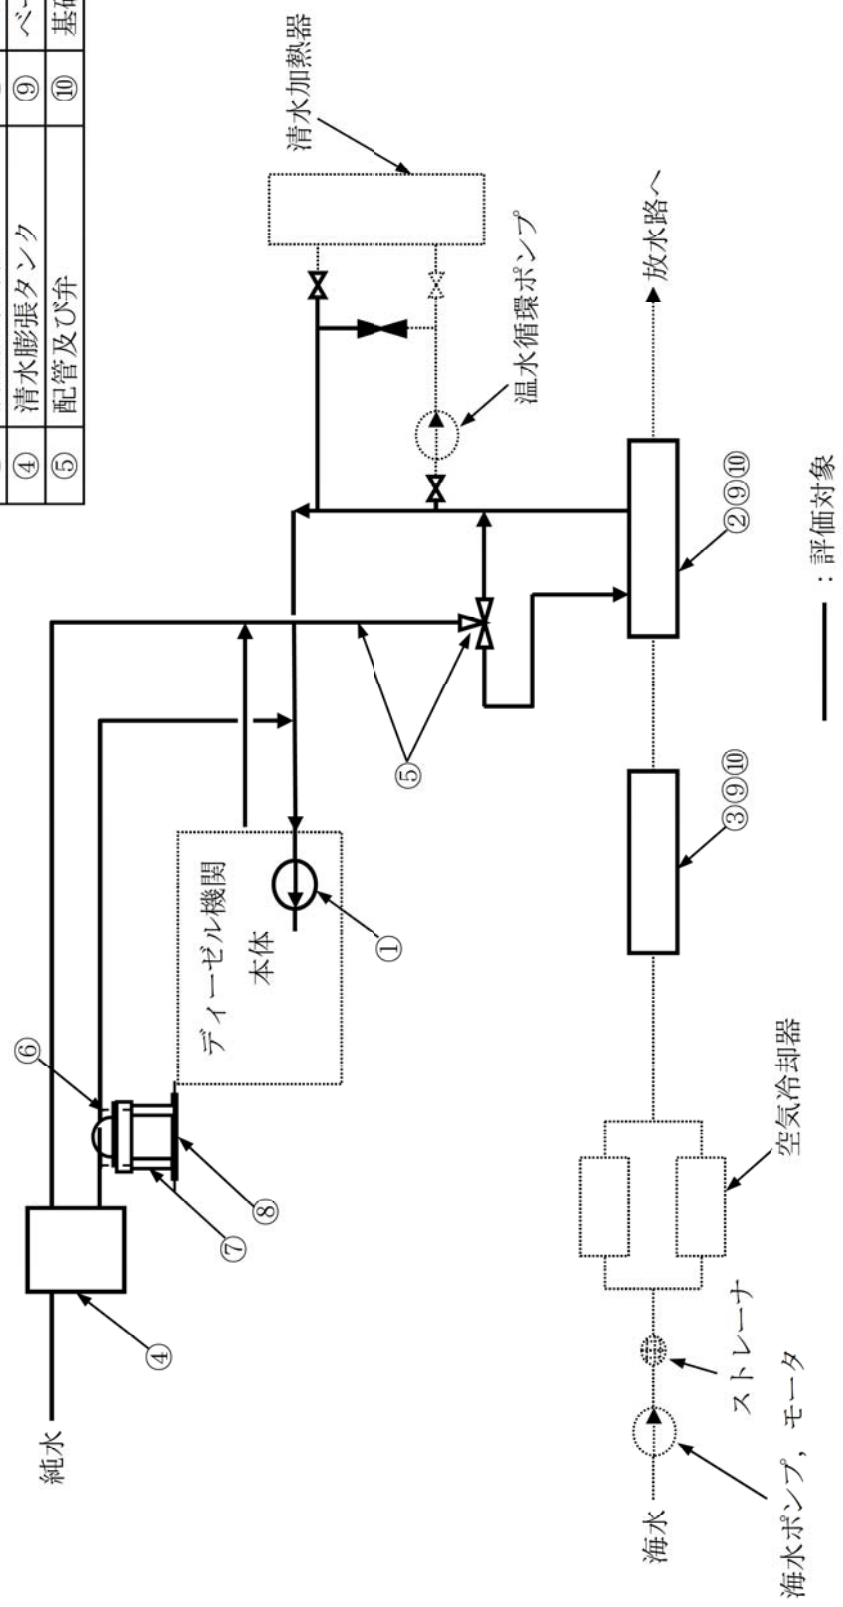 ④ 清水膨張タンク ⑨
⑤ 配管及び弁 ⑩
純水
④
⑥
⑦
⑧
ディーゼル機関
本体
①
⑤
清水加熱器
温水循環ポンプ
放水路へ
②⑨⑩
③⑨⑩
空気冷却器
ストレーナ
海水
海水ポンプ，モータ
：評価対象